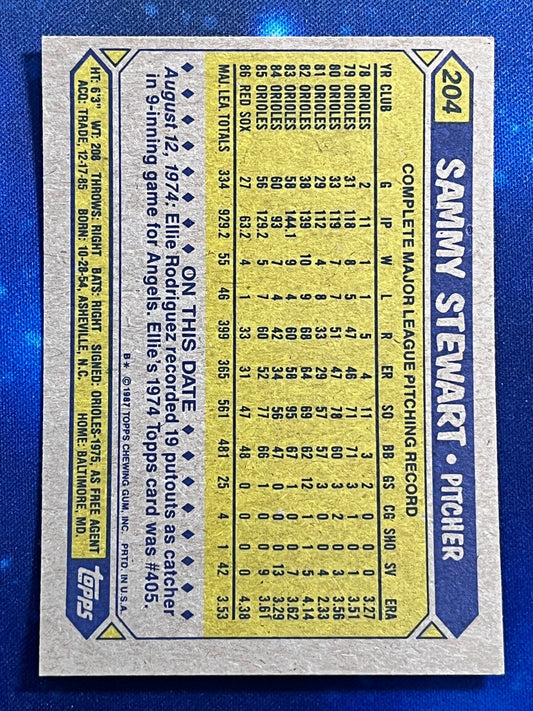 204 SAMMY STEWART • PITCHER
COMPLETE MAJOR LEAGUE PITCHING RECORD
YR CLUB G IP W L R ER SO BB GS CG SHO SV ERA
78 ORIOLES 2 11 1 1 5 4 11 3 2 0 0 0 3.27
79 ORIOLES 31 118 8 5 47 46 71 71 3 1 0 1 3.51
80 ORIOLES 33 119 7 7 51 47 78 60 3 2 0 3 3.56
81 ORIOLES 29 112 4 8 33 29 57 57 3 0 0 4 2.33
82 ORIOLES 38 139 10 9 68 64 69 62 12 1 1 5 4.14
83 ORIOLES 58 144.1 9 4 60 58 95 67 1 0 0 7 3.62
84 ORIOLES 60 93 7 4 42 34 56 47 0 0 0 13 3.29
85 ORIOLES 56 129.2 5 7 60 52 77 66 1 0 0 9 3.61
86 RED SOX 27 63.2 4 1 33 31 47 48 0 0 0 0 4.38
MAJ. LEA. TOTALS 334 929.2 55 46 399 365 561 481 25 4 1 42 3.53
ON THIS DATE
August 12, 1974: Ellie Rodriguez recorded 19 putouts as catcher
in 9-inning game for Angels. Ellie's 1974 Topps card was #405.
B* © 1987 TOPPS CHEWING GUM, INC. PRTD. IN U.S.A.
HT: 6'3" WT: 208 THROWS: RIGHT BATS: RIGHT SIGNED: ORIOLES-1975, AS FREE AGENT
ACQ: TRADE, 12-17-85 BORN: 10-28-54, ASHEVILLE, N.C. HOME: BALTIMORE, MD.
topps